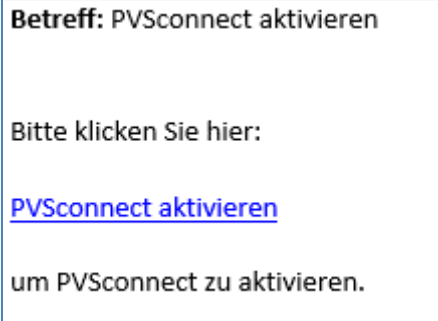 Betreff: PVSconnect aktivieren
Bitte klicken Sie hier:
PVSconnect aktivieren
um PVSconnect zu aktivieren.